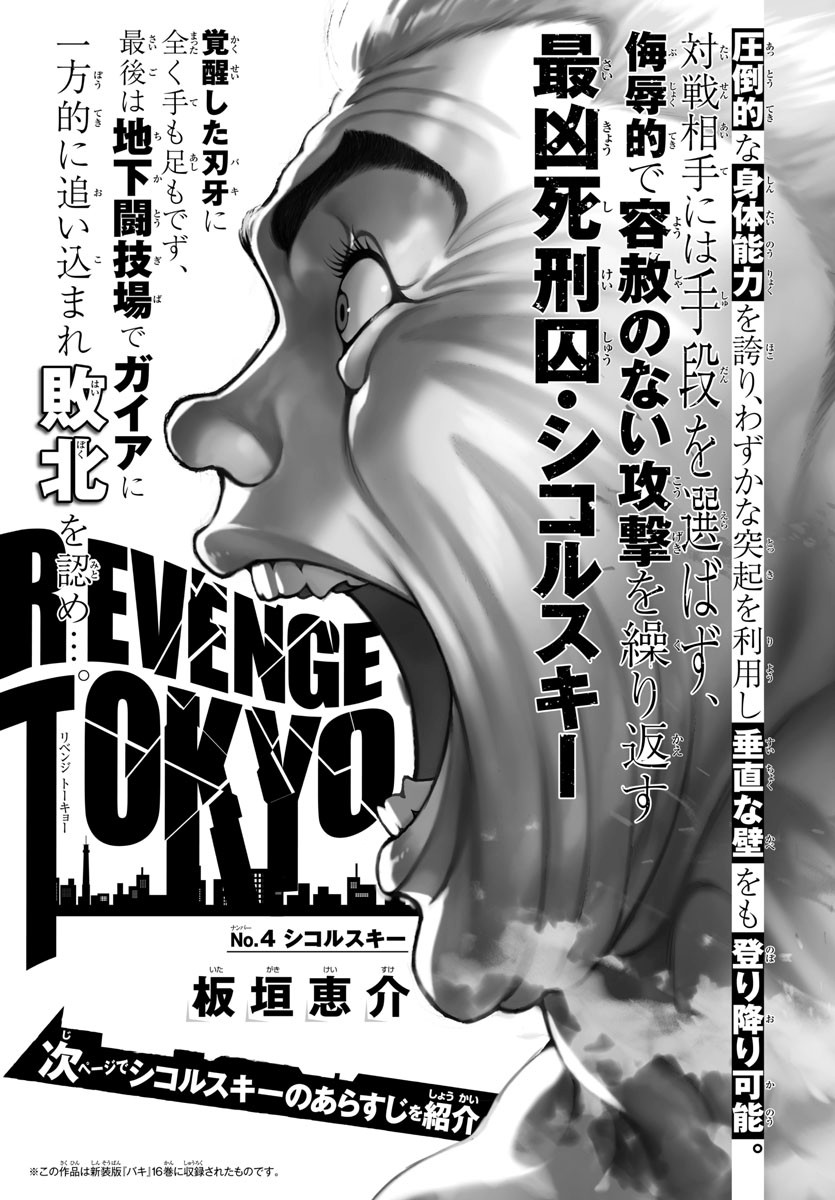 圧倒的な身体能力を誇り、わずかな突起を利用し垂直な壁をも登り降り可能。
対戦相手には手段を選ばず、
侮辱的で容赦のない攻撃を繰り返す
最凶死刑囚・シコルスキー
覚醒した刃牙に
全く手も足もでず、
最後は地下闘技場でガイアに
一方的に追い込まれ敗北を認め…。
REVENGE
TOKYO
リベンジ トーキョー
No.4 シコルスキー
板垣恵介
次ページでシコルスキーのあらすじを紹介
※この作品は新装版『バキ』16巻に収録されたものです。